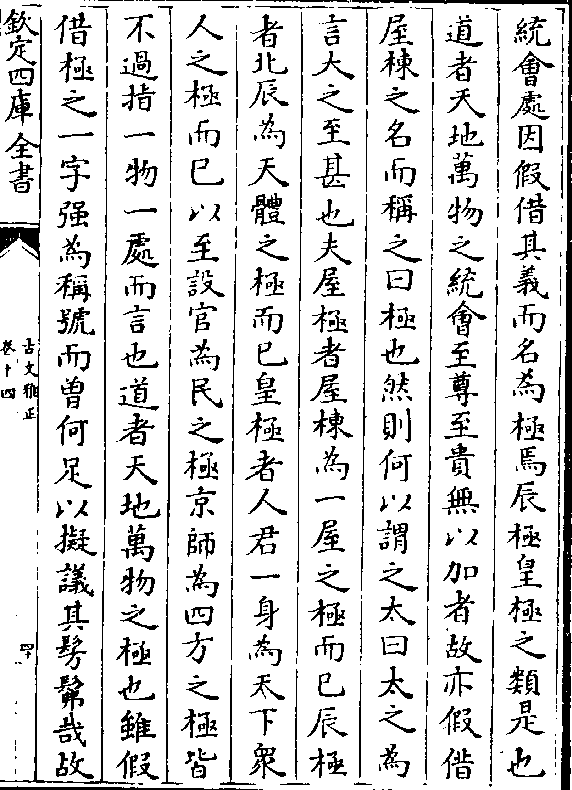 統會處因假借其義而名為極焉辰極皇極之類是也
道者天地萬物之統會至尊至貴無以加者故亦假借
屋棟之名而稱之曰極也然則何以謂之太曰太之為
言大之至甚也夫屋極者屋棟為一屋之極而已辰極
者北辰為天體之極而已皇極者人君一身為天下衆
人之極而已以至設官為民之極京師為四方之極皆
不過指一物一處而言也道者天地萬物之極也雖假
借極之一字强為稱號而曽何足以擬議其髣髴哉故
欽定四庫全書
古文雅正
卷十四